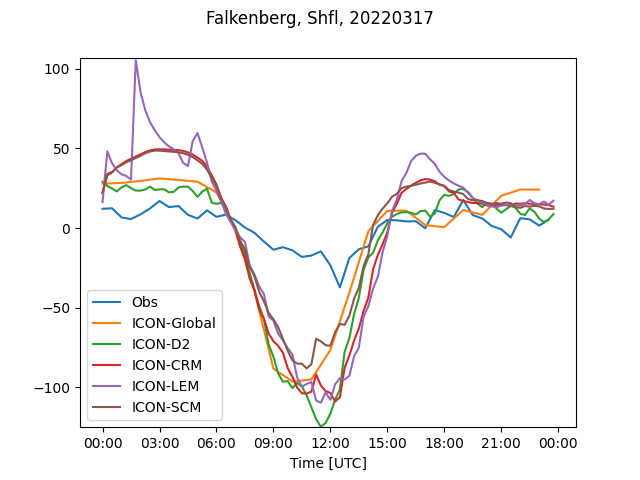 Falkenberg, Shfl, 20220317
100
50
0
−50
−100
Obs
ICON-Global
ICON-D2
ICON-CRM
ICON-LEM
ICON-SCM
00:00 03:00 06:00 09:00 12:00 15:00 18:00 21:00 00:00
Time [UTC]